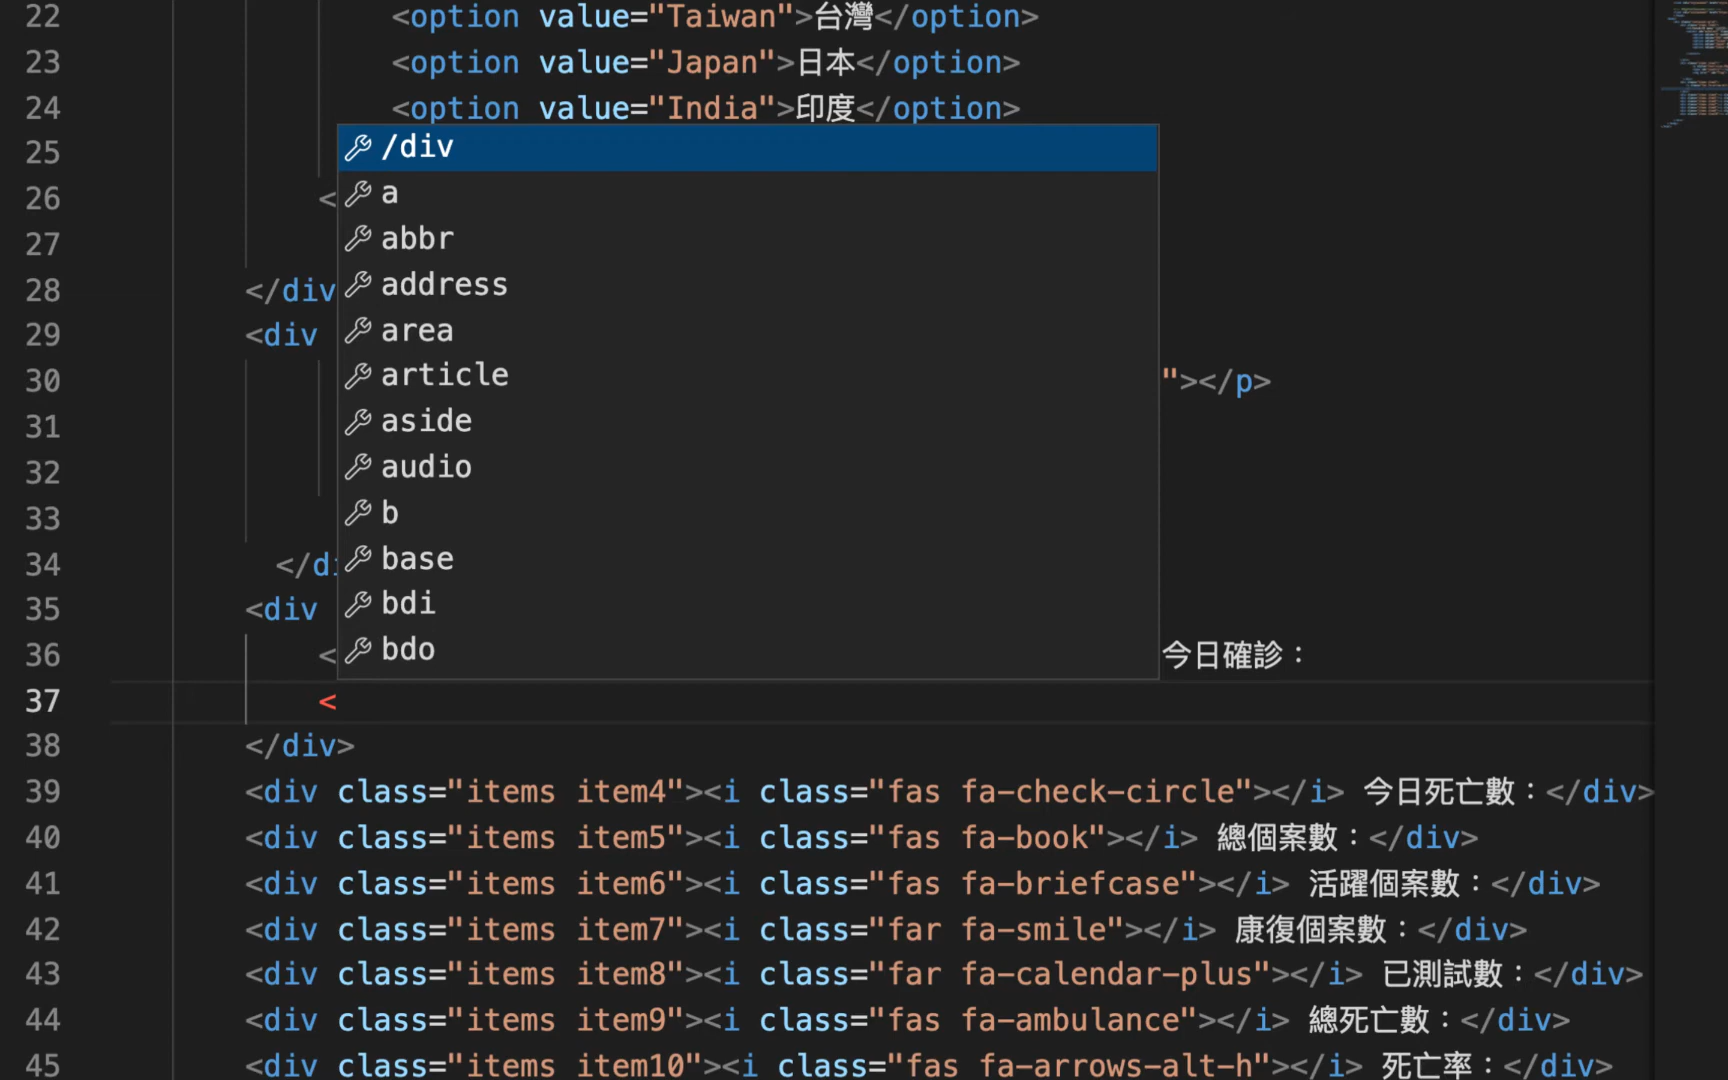 22 <option value="Taiwan">台灣</option>
23 <option value="Japan">日本</option>
24 <option value="India">印度</option>
25 /div
a
26 <
abbr
27
address
28 </div
area
29 <div
article
30 "></p>
aside
31
audio
32
b
33
base
34 </di
bdi
35 <div
bdo
36 < 今日確診：
37 <
38 </div>
39 <div class="items item4"><i class="fas fa-check-circle"></i> 今日死亡數：</div>
40 <div class="items item5"><i class="fas fa-book"></i> 總個案數：</div>
41 <div class="items item6"><i class="fas fa-briefcase"></i> 活躍個案數：</div>
42 <div class="items item7"><i class="far fa-smile"></i> 康復個案數：</div>
43 <div class="items item8"><i class="far fa-calendar-plus"></i> 已測試數：</div>
44 <div class="items item9"><i class="fas fa-ambulance"></i> 總死亡數：</div>
45 <div class="items item10"><i class="fas fa-arrows-alt-h"></i> 死亡率：</div>